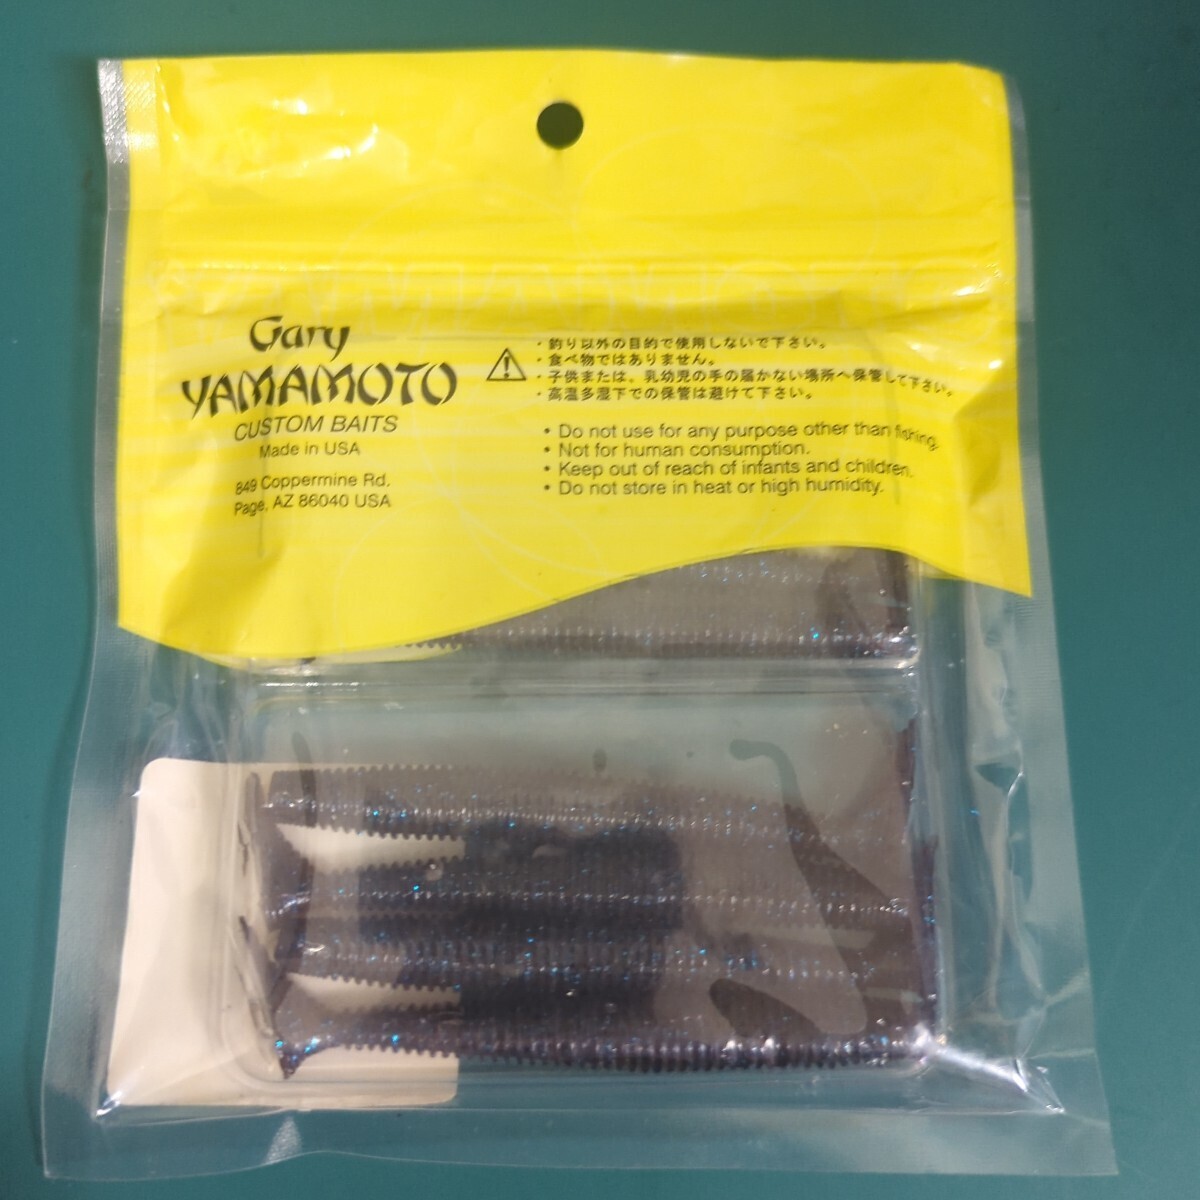 Gary
YAMAMOTO
CUSTOM BAITS
Made in USA
849 Coppermine Rd.
Page, AZ 86040 USA
・釣り以外の目的で使用しないで下さい。
・食べ物ではありません。
・子供または、乳幼児の手の届かない場所へ保管して下さい。
・高温多湿下での保管は避けて下さい。
• Do not use for any purpose other than fishing.
• Not for human consumption.
• Keep out of reach of infants and children.
• Do not store in heat or high humidity.